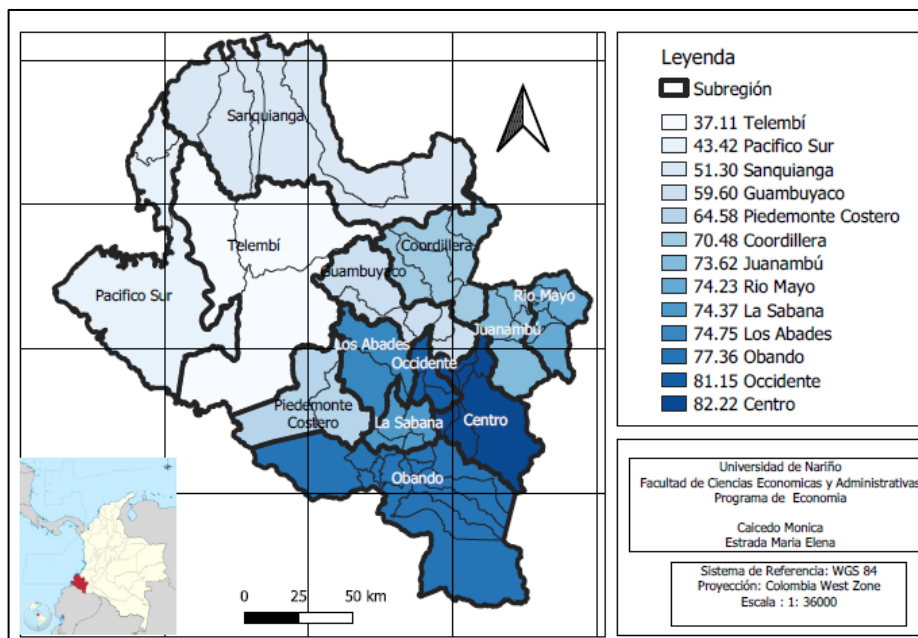 Sanquianga
Telembí
Coordillera
Guambuyaco
Pacifico Sur
Rio Mayo
Juanambú
Los Abades
Occidente
Piedemonte
Costero
La Sabana
Centro
Obando
0 25 50 km
Leyenda
Subregión
37.11 Telembí
43.42 Pacifico Sur
51.30 Sanquianga
59.60 Guambuyaco
64.58 Piedemonte Costero
70.48 Coordillera
73.62 Juanambú
74.23 Rio Mayo
74.37 La Sabana
74.75 Los Abades
77.36 Obando
81.15 Occidente
82.22 Centro
Universidad de Nariño
Facultad de Ciencias Economicas y Administrativas
Programa de Economia
Caicedo Monica
Estrada Maria Elena
Sistema de Referencia: WGS 84
Proyección: Colombia West Zone
Escala : 1: 36000